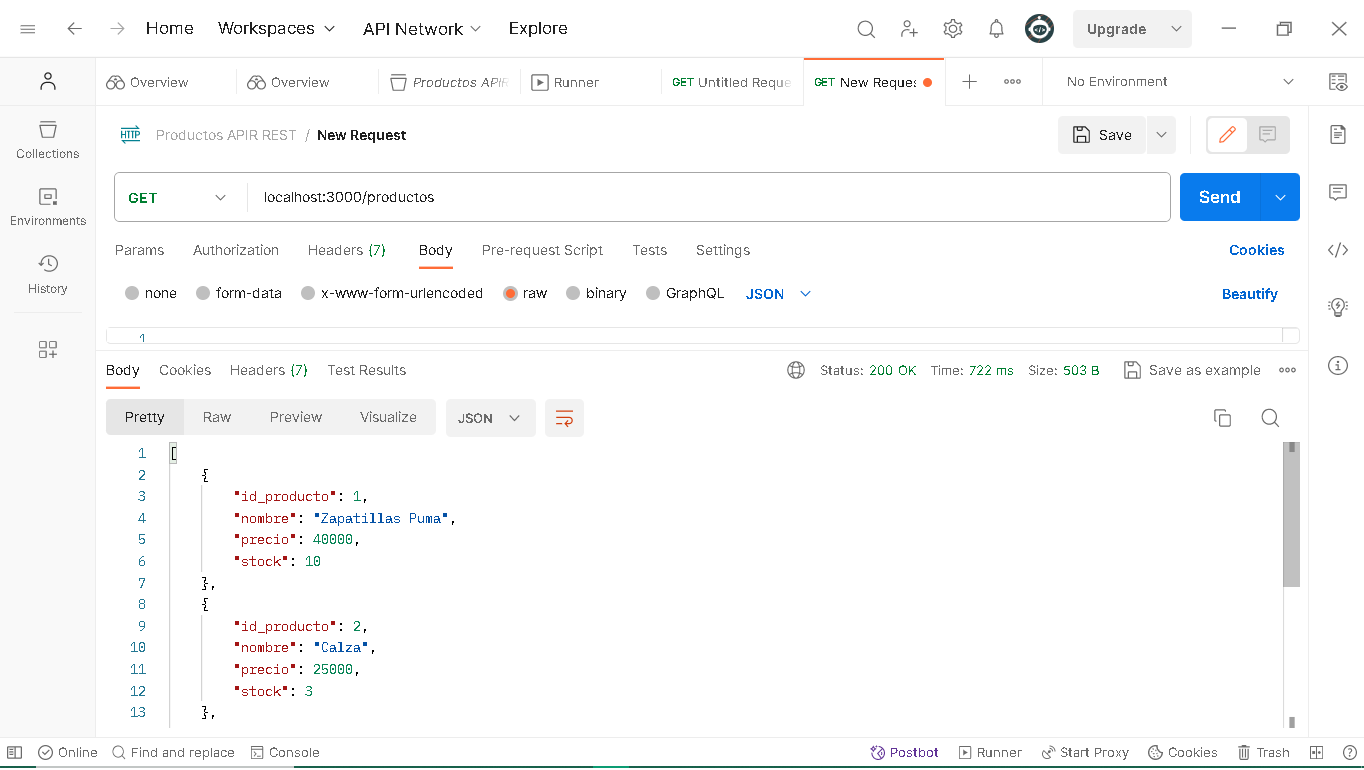 Home Workspaces API Network Explore Upgrade
Overview Overview Productos APIR Runner GET Untitled Reque GET New Reques No Environment
HTTP Productos APIR REST / New Request Save
Collections
GET localhost:3000/productos Send
Environments
Params Authorization Headers (7) Body Pre-request Script Tests Settings Cookies
History
none form-data x-www-form-urlencoded raw binary GraphQL JSON Beautify
1
Body Cookies Headers (7) Test Results Status: 200 OK Time: 722 ms Size: 503 B Save as example
Pretty Raw Preview Visualize JSON
1 [
2 {
3 "id_producto": 1,
4 "nombre": "Zapatillas Puma",
5 "precio": 40000,
6 "stock": 10
7 },
8 {
9 "id_producto": 2,
10 "nombre": "Calza",
11 "precio": 25000,
12 "stock": 3
13 },
Online Find and replace Console Postbot Runner Start Proxy Cookies Trash